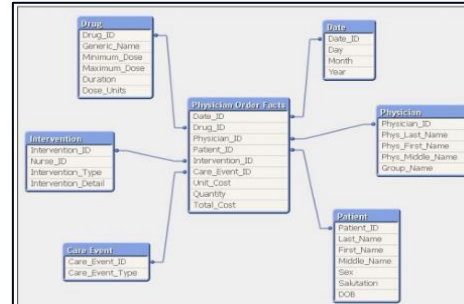 Drug
Drug_ID
Generic_Name
Minimum_Dose
Maximum_Dose
Duration
Dose_Units
Date
Date_ID
Day
Month
Year
Physician Order Facts
Date_ID
Drug_ID
Physician_ID
Patient_ID
Intervention_ID
Care_Event_ID
Unit_Cost
Quantity
Total_Cost
Physician
Physician_ID
Phys_Last_Name
Phys_First_Name
Phys_Middle_Name
Group_Name
Intervention
Intervention_ID
Nurse_ID
Intervention_Type
Intervention_Detail
Patient
Patient_ID
Last_Name
First_Name
Middle_Name
Sex
Salutation
DOB
Care Event
Care_Event_ID
Care_Event_Type